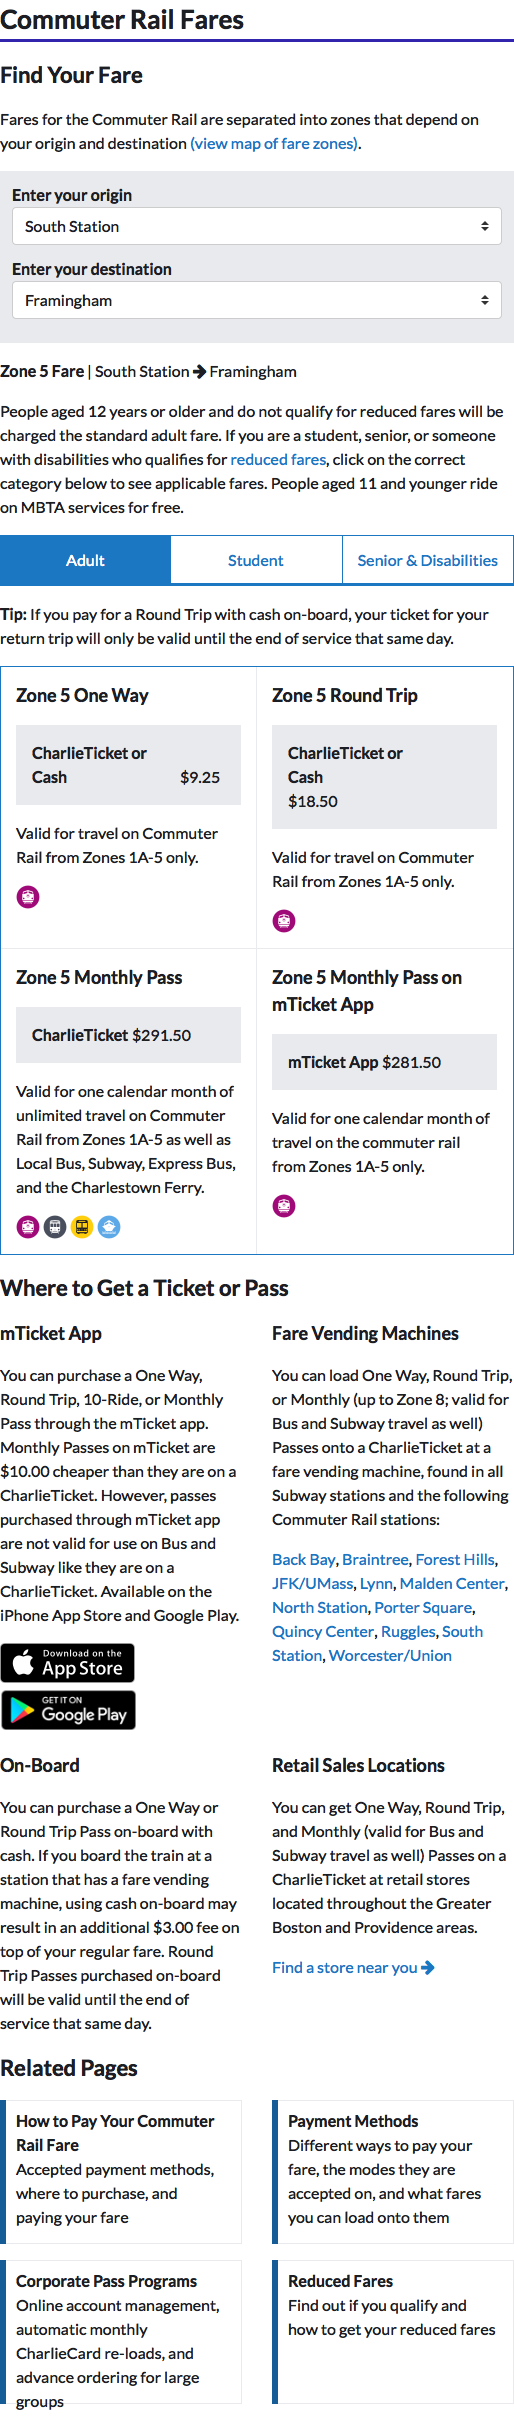 Commuter Rail Fares
Find Your Fare
Fares for the Commuter Rail are separated into zones that depend on
your origin and destination (view map of fare zones).
Enter your origin
South Station
Enter your destination
Framingham
Zone 5 Fare | South Station → Framingham
People aged 12 years or older and do not qualify for reduced fares will be
charged the standard adult fare. If you are a student, senior, or someone
with disabilities who qualifies for reduced fares, click on the correct
category below to see applicable fares. People aged 11 and younger ride
on MBTA services for free.
Adult
Student
Senior & Disabilities
Tip: If you pay for a Round Trip with cash on-board, your ticket for your
return trip will only be valid until the end of service that same day.
Zone 5 One Way
CharlieTicket or
Cash $9.25
Valid for travel on Commuter
Rail from Zones 1A-5 only.
Zone 5 Round Trip
CharlieTicket or
Cash
$18.50
Valid for travel on Commuter
Rail from Zones 1A-5 only.
Zone 5 Monthly Pass
CharlieTicket $291.50
Valid for one calendar month of
unlimited travel on Commuter
Rail from Zones 1A-5 as well as
Local Bus, Subway, Express Bus,
and the Charlestown Ferry.
Zone 5 Monthly Pass on
mTicket App
mTicket App $281.50
Valid for one calendar month of
travel on the commuter rail
from Zones 1A-5 only.
Where to Get a Ticket or Pass
mTicket App
You can purchase a One Way,
Round Trip, 10-Ride, or Monthly
Pass through the mTicket app.
Monthly Passes on mTicket are
$10.00 cheaper than they are on a
CharlieTicket. However, passes
purchased through mTicket app
are not valid for use on Bus and
Subway like they are on a
CharlieTicket. Available on the
iPhone App Store and Google Play.
Download on the
App Store
GET IT ON
Google Play
Fare Vending Machines
You can load One Way, Round Trip,
or Monthly (up to Zone 8; valid for
Bus and Subway travel as well)
Passes onto a CharlieTicket at a
fare vending machine, found in all
Subway stations and the following
Commuter Rail stations:
Back Bay, Braintree, Forest Hills,
JFK/UMass, Lynn, Malden Center,
North Station, Porter Square,
Quincy Center, Ruggles, South
Station, Worcester/Union
On-Board
You can purchase a One Way or
Round Trip Pass on-board with
cash. If you board the train at a
station that has a fare vending
machine, using cash on-board may
result in an additional $3.00 fee on
top of your regular fare. Round
Trip Passes purchased on-board
will be valid until the end of
service that same day.
Retail Sales Locations
You can get One Way, Round Trip,
and Monthly (valid for Bus and
Subway travel as well) Passes on a
CharlieTicket at retail stores
located throughout the Greater
Boston and Providence areas.
Find a store near you →
Related Pages
How to Pay Your Commuter
Rail Fare
Accepted payment methods,
where to purchase, and
paying your fare
Payment Methods
Different ways to pay your
fare, the modes they are
accepted on, and what fares
you can load onto them
Corporate Pass Programs
Online account management,
automatic monthly
CharlieCard re-loads, and
advance ordering for large
groups
Reduced Fares
Find out if you qualify and
how to get your reduced fares